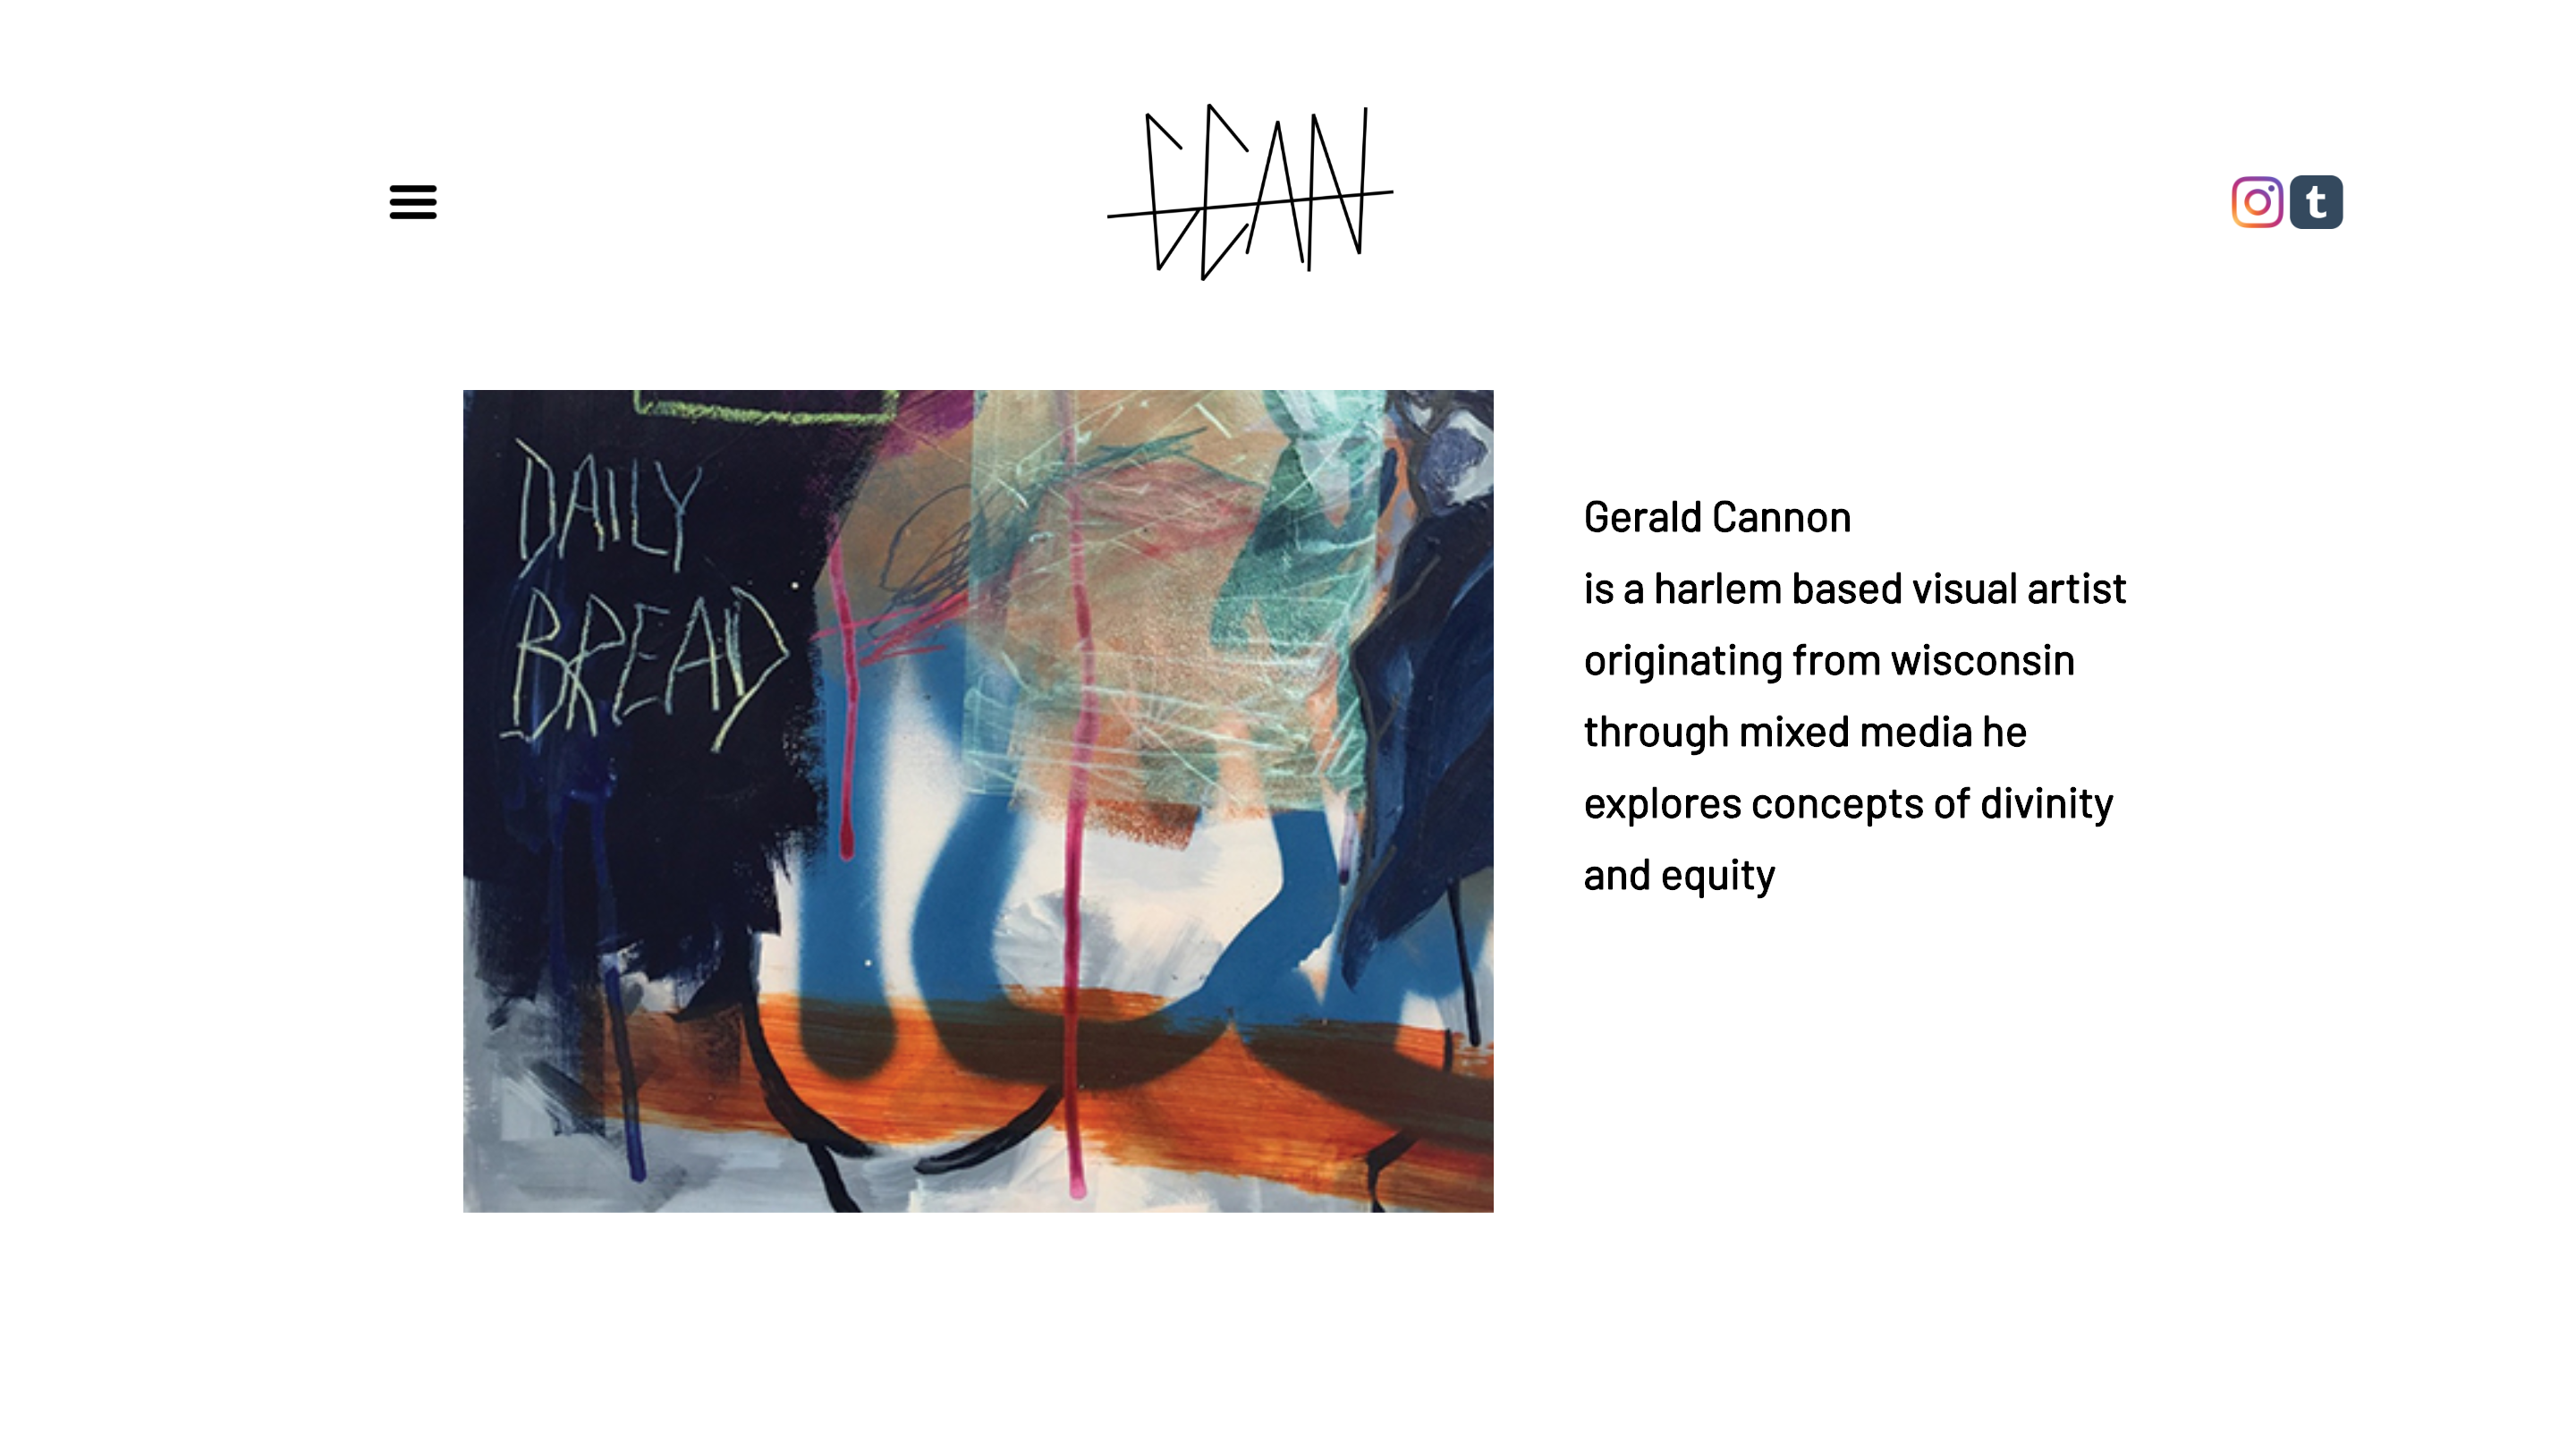 GCAN
t
DAILY
BREAD
Gerald Cannon
is a harlem based visual artist
originating from wisconsin
through mixed media he
explores concepts of divinity
and equity